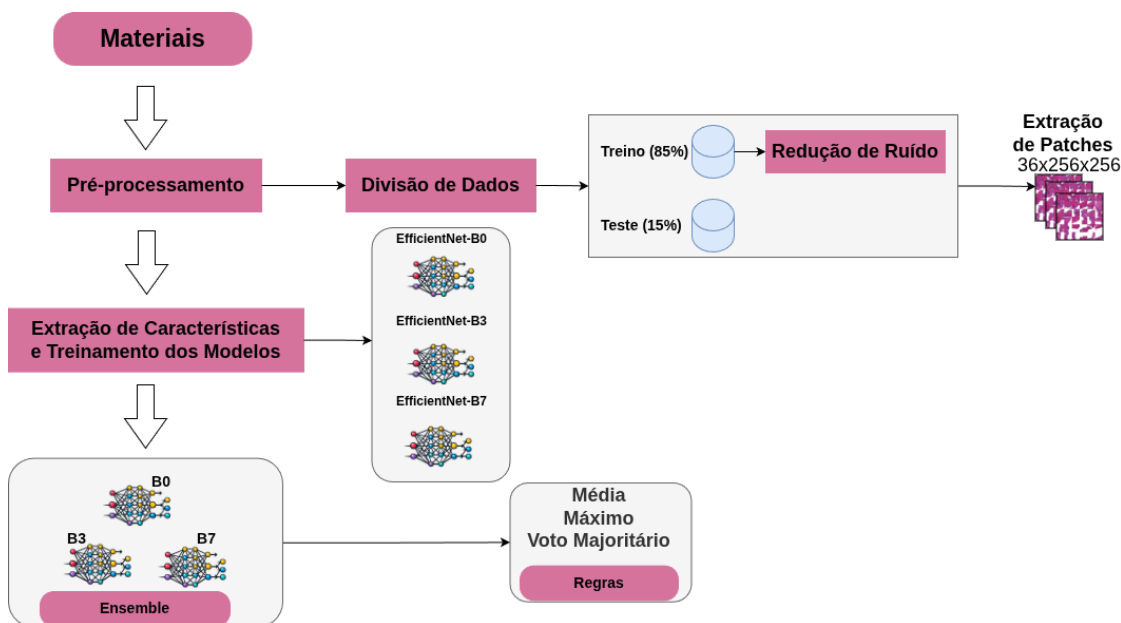 Materiais
Pré-processamento
Divisão de Dados
Treino (85%)
Redução de Ruído
Teste (15%)
Extração
de Patches
36x256x256
Extração de Características
e Treinamento dos Modelos
EfficientNet-B0
EfficientNet-B3
EfficientNet-B7
B0
B3
B7
Ensemble
Média
Máximo
Voto Majoritário
Regras